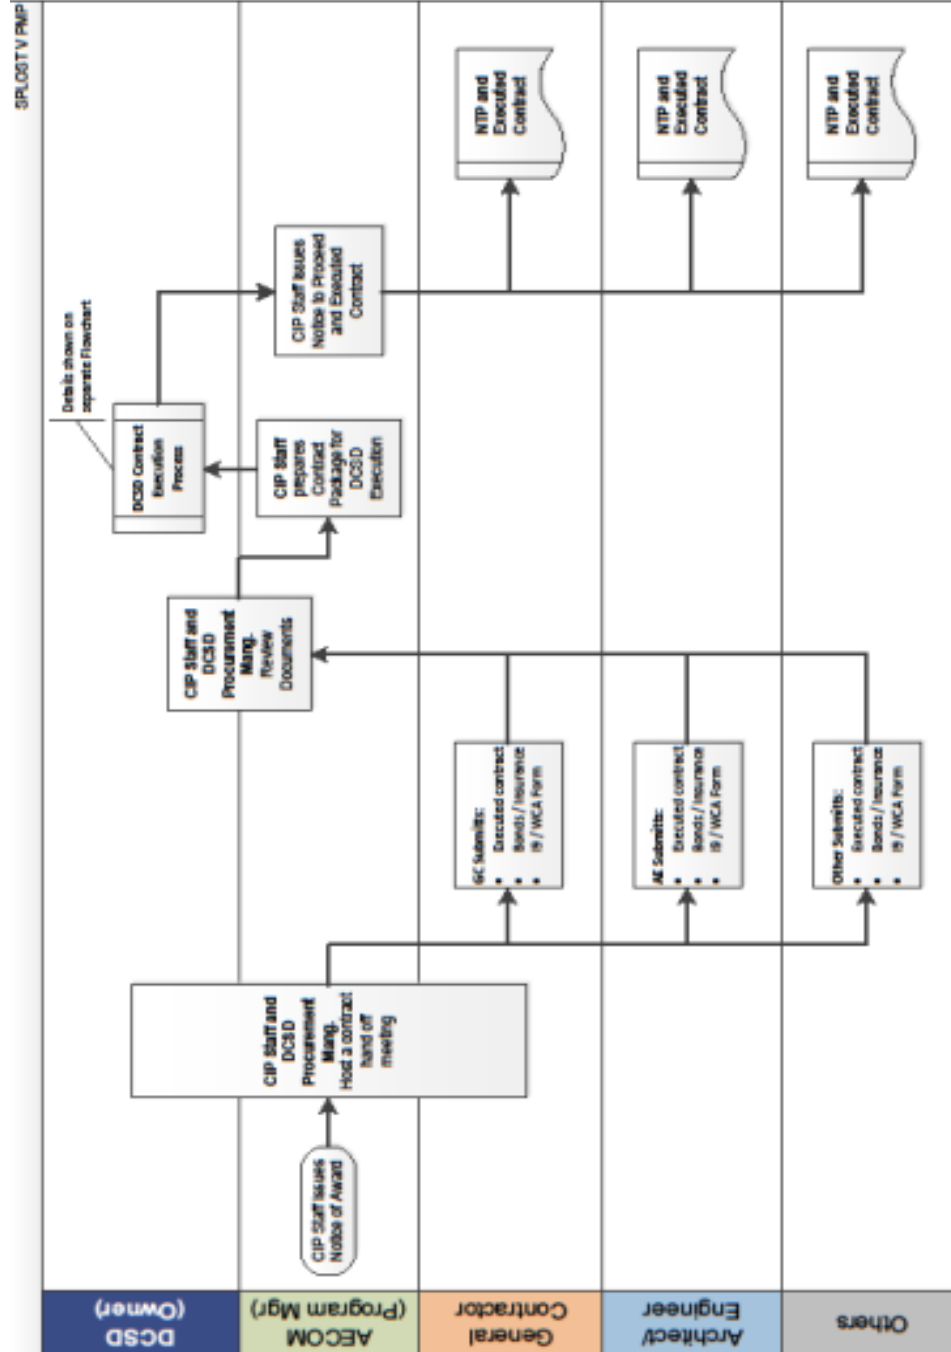 SPLOST V PMP
DCSD
(Owner)
AECOM
(Program Mgr)
General
Contractor
Architect/
Engineer
Others
CIP Staff Issues
Notice of Award
CIP Staff and
DCSD
Procurement
Mang.
Host a contract
hand off
meeting
GC Submitts:
• Executed contract
• Bonds / Insurance
• I9 / WCA Form
AE Submitts:
• Executed contract
• Bonds / Insurance
• I9 / WCA Form
Other Submitts:
• Executed contract
• Bonds / Insurance
• I9 / WCA Form
CIP Staff and
DCSD
Procurement
Mang.
Review
Documents
CIP Staff
prepares
Contract
Package for
DCSD
Execution
DCSD Contract
Execution
Process
Details shown on
separate Flowchart
CIP Staff Issues
Notice to Proceed
and Executed
Contract
NTP and
Executed
Contract
NTP and
Executed
Contract
NTP and
Executed
Contract